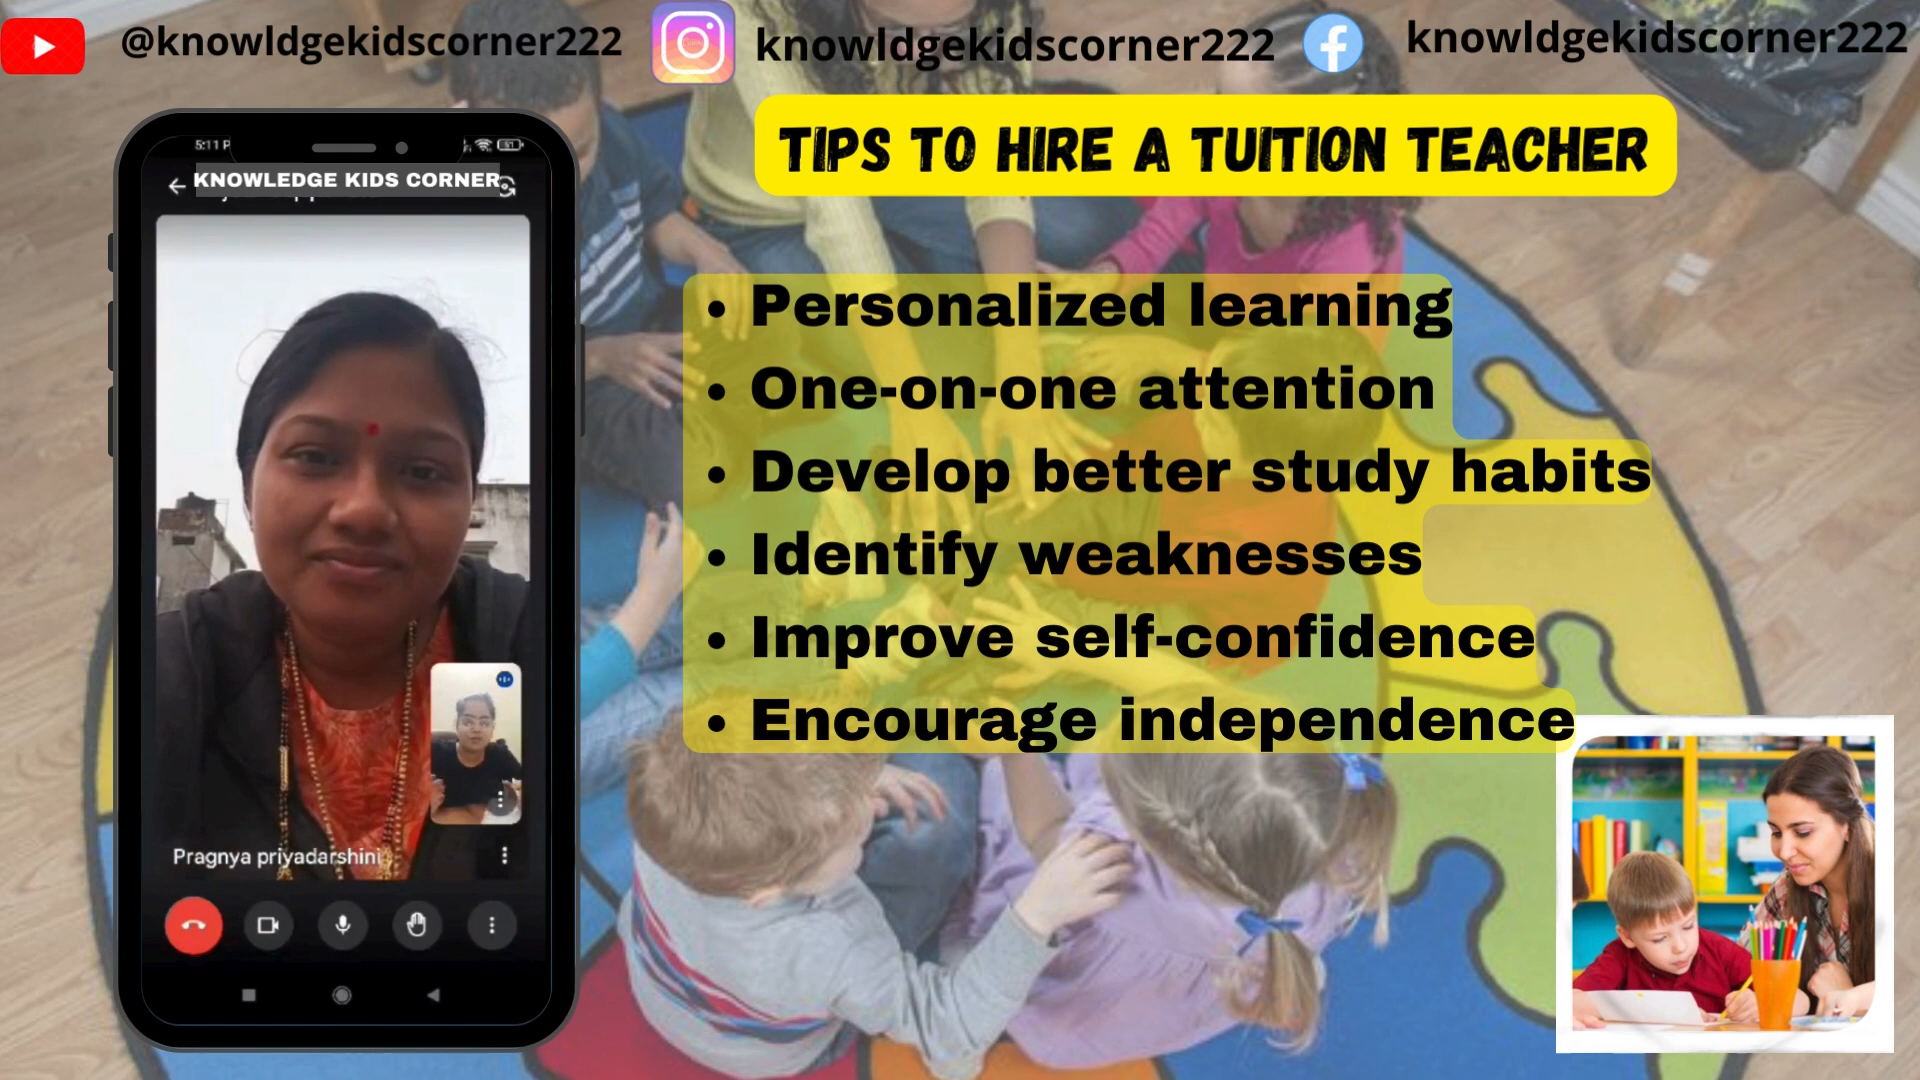 @knowldgekidscorner222
knowldgekidscorner222
knowldgekidscorner222
TIPS TO HIRE A TUITION TEACHER
5:11 P
51
KNOWLEDGE KIDS CORNER
• Personalized learning
• One-on-one attention
• Develop better study habits
• Identify weaknesses
• Improve self-confidence
• Encourage independence
Pragnya priyadarshini